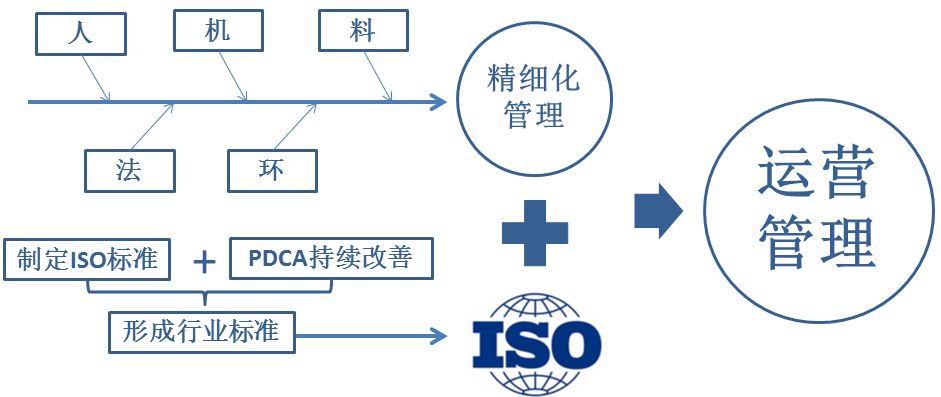 人
机
料
法
环
精细化
管理
制定ISO标准
+
PDCA持续改善
形成行业标准
ISO
运营
管理